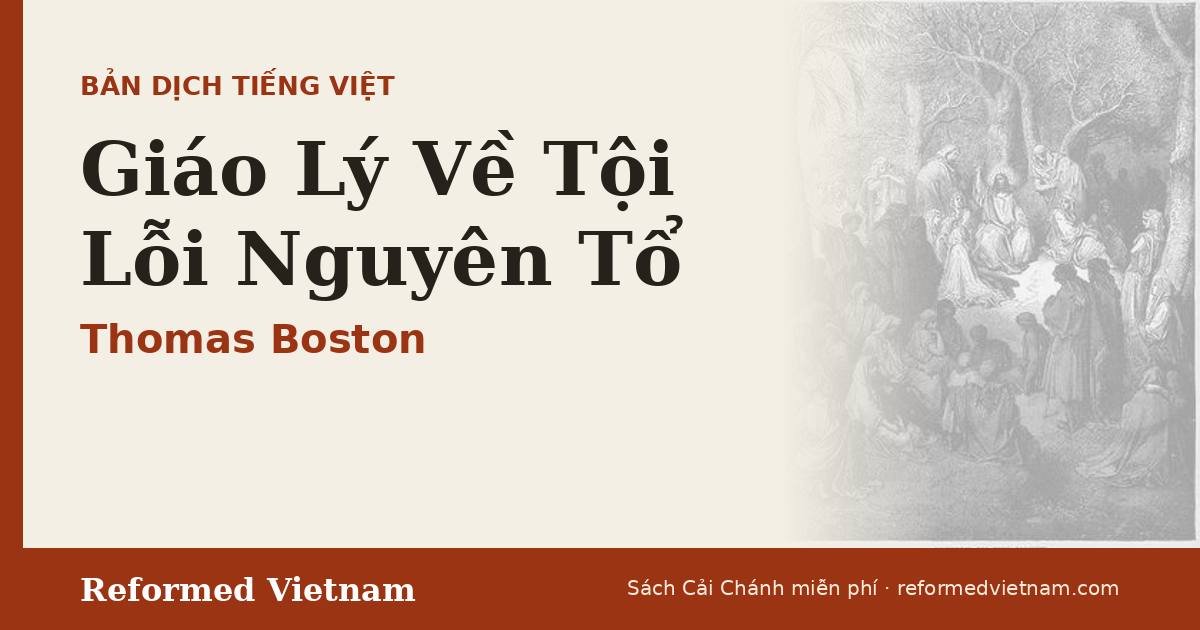 BẢN DỊCH TIẾNG VIỆT
Giáo Lý Về Tội
Lỗi Nguyên Tổ
Thomas Boston
Reformed Vietnam
Sách Cải Chánh miễn phí · reformedvietnam.com